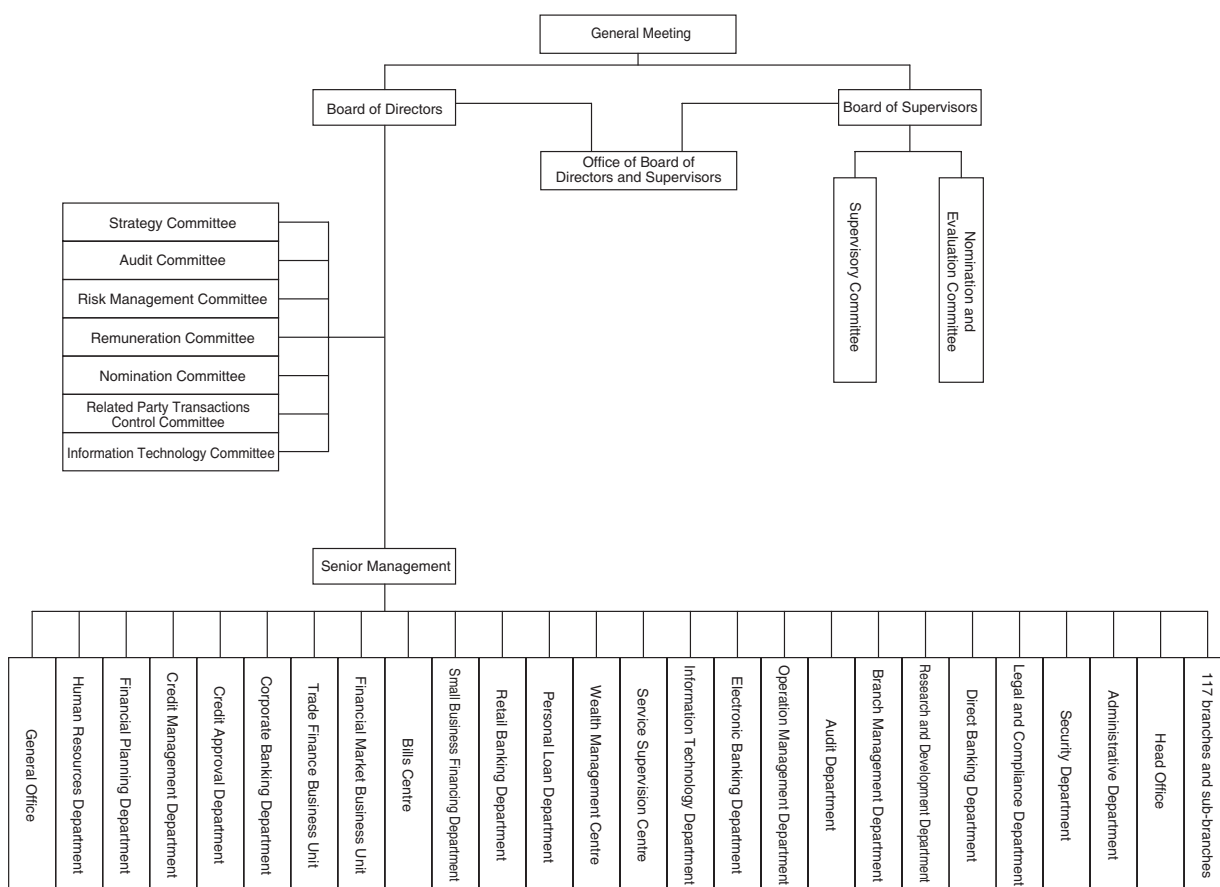 General Meeting
Board of Directors
Board of Supervisors
Office of Board of
Directors and Supervisors
Supervisory Committee
Nomination and
Evaluation Committee
Strategy Committee
Audit Committee
Risk Management Committee
Remuneration Committee
Nomination Committee
Related Party Transactions
Control Committee
Information Technology Committee
Senior Management
General Office
Human Resources Department
Financial Planning Department
Credit Management Department
Credit Approval Department
Corporate Banking Department
Trade Finance Business Unit
Financial Market Business Unit
Bills Centre
Small Business Financing Department
Retail Banking Department
Personal Loan Department
Wealth Management Centre
Service Supervision Centre
Information Technology Department
Electronic Banking Department
Operation Management Department
Audit Department
Branch Management Department
Research and Development Department
Direct Banking Department
Legal and Compliance Department
Security Department
Administrative Department
Head Office
117 branches and sub-branches